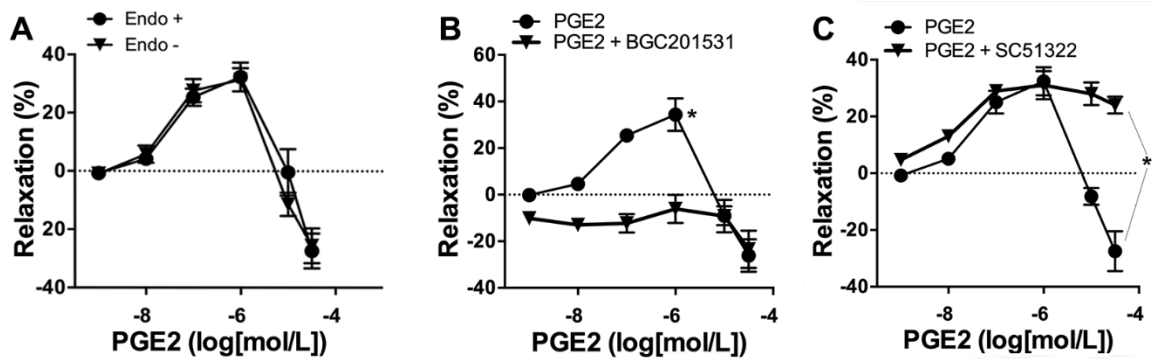 A
Endo +
Endo -
Relaxation (%)
40
20
0
-20
-40
-8
-6
-4
PGE2 (log[mol/L])
B
PGE2
PGE2 + BGC201531
Relaxation (%)
60
40
20
0
-20
-40
*
-8
-6
-4
PGE2 (log[mol/L])
C
PGE2
PGE2 + SC51322
Relaxation (%)
40
20
0
-20
-40
*
-8
-6
-4
PGE2 (log[mol/L])